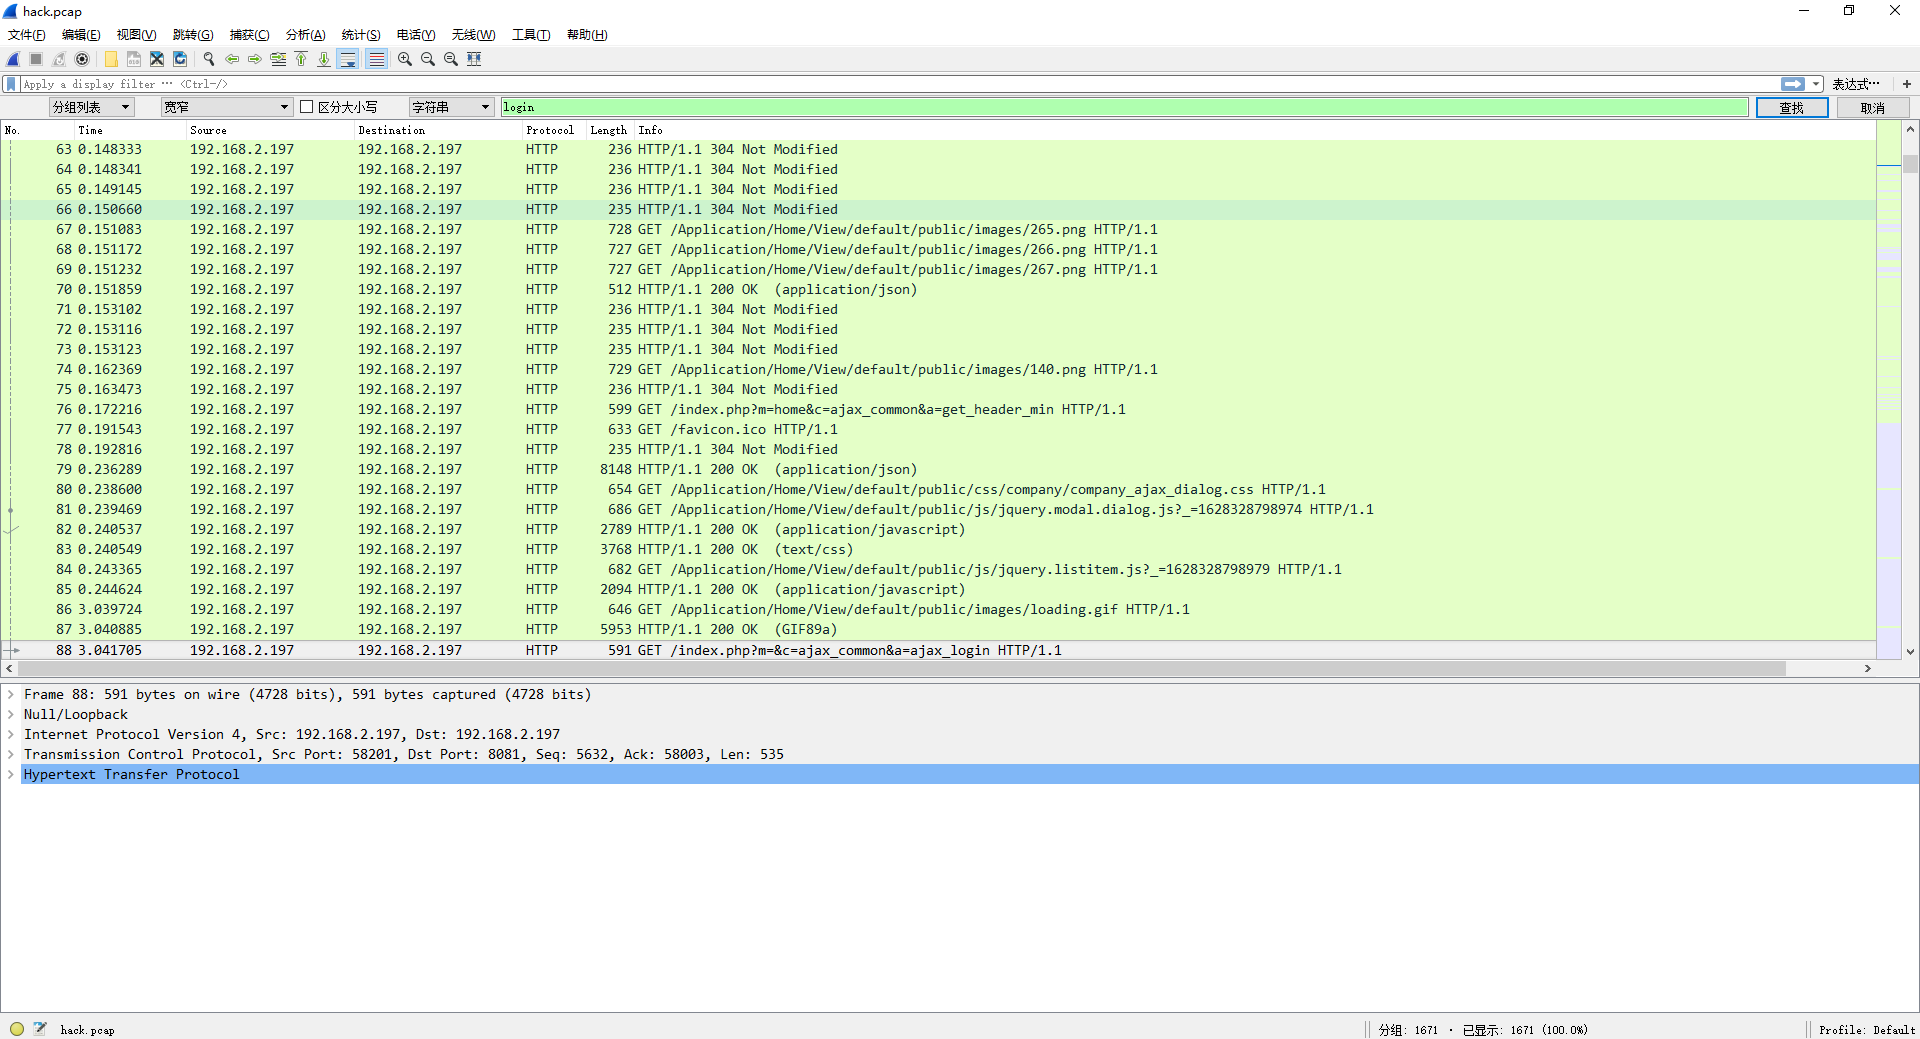 hack.pcap
文件(F) 编辑(E) 视图(V) 跳转(G) 捕获(C) 分析(A) 统计(S) 电话(Y) 无线(W) 工具(T) 帮助(H)
Apply a display filter … <Ctrl-/> 表达式… +
分组列表 宽窄 区分大小写 字符串 login 查找 取消
No. Time Source Destination Protocol Length Info
63 0.148333 192.168.2.197 192.168.2.197 HTTP 236 HTTP/1.1 304 Not Modified
64 0.148341 192.168.2.197 192.168.2.197 HTTP 236 HTTP/1.1 304 Not Modified
65 0.149145 192.168.2.197 192.168.2.197 HTTP 236 HTTP/1.1 304 Not Modified
66 0.150660 192.168.2.197 192.168.2.197 HTTP 235 HTTP/1.1 304 Not Modified
67 0.151083 192.168.2.197 192.168.2.197 HTTP 728 GET /Application/Home/View/default/public/images/265.png HTTP/1.1
68 0.151172 192.168.2.197 192.168.2.197 HTTP 727 GET /Application/Home/View/default/public/images/266.png HTTP/1.1
69 0.151232 192.168.2.197 192.168.2.197 HTTP 727 GET /Application/Home/View/default/public/images/267.png HTTP/1.1
70 0.151859 192.168.2.197 192.168.2.197 HTTP 512 HTTP/1.1 200 OK (application/json)
71 0.153102 192.168.2.197 192.168.2.197 HTTP 236 HTTP/1.1 304 Not Modified
72 0.153116 192.168.2.197 192.168.2.197 HTTP 235 HTTP/1.1 304 Not Modified
73 0.153123 192.168.2.197 192.168.2.197 HTTP 235 HTTP/1.1 304 Not Modified
74 0.162369 192.168.2.197 192.168.2.197 HTTP 729 GET /Application/Home/View/default/public/images/140.png HTTP/1.1
75 0.163473 192.168.2.197 192.168.2.197 HTTP 236 HTTP/1.1 304 Not Modified
76 0.172216 192.168.2.197 192.168.2.197 HTTP 599 GET /index.php?m=home&c=ajax_common&a=get_header_min HTTP/1.1
77 0.191543 192.168.2.197 192.168.2.197 HTTP 633 GET /favicon.ico HTTP/1.1
78 0.192816 192.168.2.197 192.168.2.197 HTTP 235 HTTP/1.1 304 Not Modified
79 0.236289 192.168.2.197 192.168.2.197 HTTP 8148 HTTP/1.1 200 OK (application/json)
80 0.238600 192.168.2.197 192.168.2.197 HTTP 654 GET /Application/Home/View/default/public/css/company/company_ajax_dialog.css HTTP/1.1
81 0.239469 192.168.2.197 192.168.2.197 HTTP 686 GET /Application/Home/View/default/public/js/jquery.modal.dialog.js?_=1628328798974 HTTP/1.1
82 0.240537 192.168.2.197 192.168.2.197 HTTP 2789 HTTP/1.1 200 OK (application/javascript)
83 0.240549 192.168.2.197 192.168.2.197 HTTP 3768 HTTP/1.1 200 OK (text/css)
84 0.243365 192.168.2.197 192.168.2.197 HTTP 682 GET /Application/Home/View/default/public/js/jquery.listitem.js?_=1628328798979 HTTP/1.1
85 0.244624 192.168.2.197 192.168.2.197 HTTP 2094 HTTP/1.1 200 OK (application/javascript)
86 3.039724 192.168.2.197 192.168.2.197 HTTP 646 GET /Application/Home/View/default/public/images/loading.gif HTTP/1.1
87 3.040885 192.168.2.197 192.168.2.197 HTTP 5953 HTTP/1.1 200 OK (GIF89a)
88 3.041705 192.168.2.197 192.168.2.197 HTTP 591 GET /index.php?m=&c=ajax_common&a=ajax_login HTTP/1.1
Frame 88: 591 bytes on wire (4728 bits), 591 bytes captured (4728 bits)
Null/Loopback
Internet Protocol Version 4, Src: 192.168.2.197, Dst: 192.168.2.197
Transmission Control Protocol, Src Port: 58201, Dst Port: 8081, Seq: 5632, Ack: 58003, Len: 535
Hypertext Transfer Protocol
hack.pcap 分组: 1671 · 已显示: 1671 (100.0%) Profile: Default